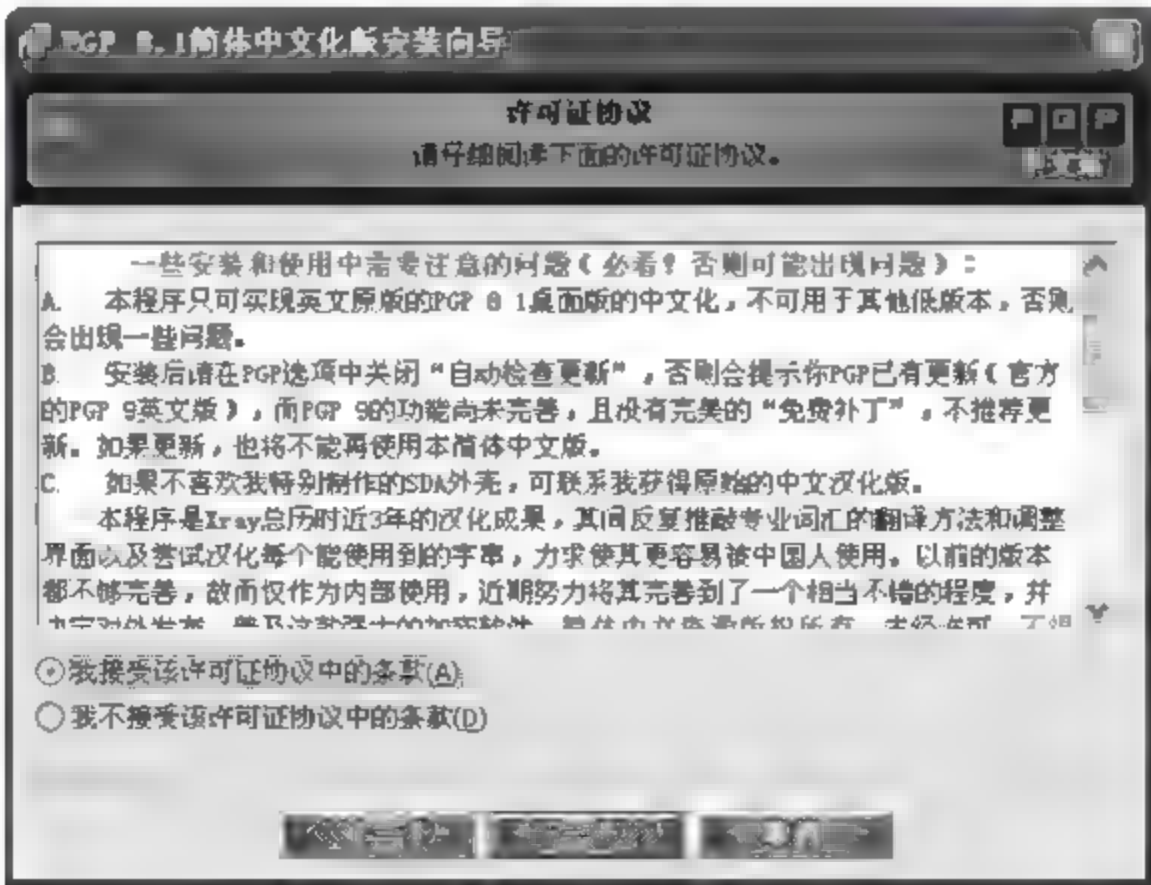 PGP 8.1简体中文化版安装向导
许可证协议
请仔细阅读下面的许可证协议。
P G P
一些安装和使用中需要注意的问题(必看!否则可能出现问题):
A. 本程序只可实现英文原版的PGP 8 1桌面版的中文化,不可用于其他低版本,否则
会出现一些问题。
B. 安装后请在PGP选项中关闭“自动检查更新”,否则会提示你PGP已有更新(官方
的PGP 9英文版),而PGP 9的功能尚未完善,且没有完美的“免费补丁”,不推荐更
新。如果更新,也将不能再使用本简体中文版。
C. 如果不喜欢我特别制作的SDA外壳,可联系我获得原始的中文汉化版。
本程序是Xray总历时近3年的汉化成果,其间反复推敲专业词汇的翻译方法和调整
界面以及尝试汉化每个能使用到的字串,力求使其更容易被中国人使用。以前的版本
都不够完善,故而仅作为内部使用,近期努力将其完善到了一个相当不错的程度,并
决定对外发布,普及这款强大的加密软件,
我接受该许可证协议中的条款(A)
我不接受该许可证协议中的条款(D)